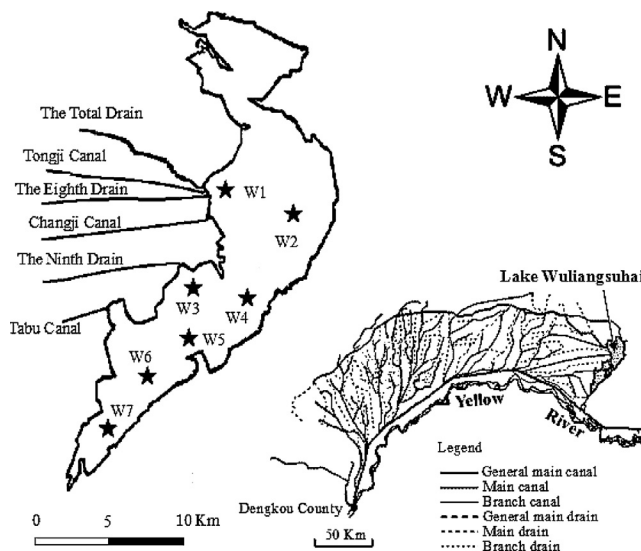 N
W E
S
The Total Drain
Tongji Canal
The Eighth Drain
Changji Canal
The Ninth Drain
Tabu Canal
W1
W2
W3
W4
W5
W6
W7
0 5 10 Km
Lake Wuliangsuhai
Yellow River
Dengkou County
50 Km
Legend
General main canal
Main canal
Branch canal
General main drain
Main drain
Branch drain